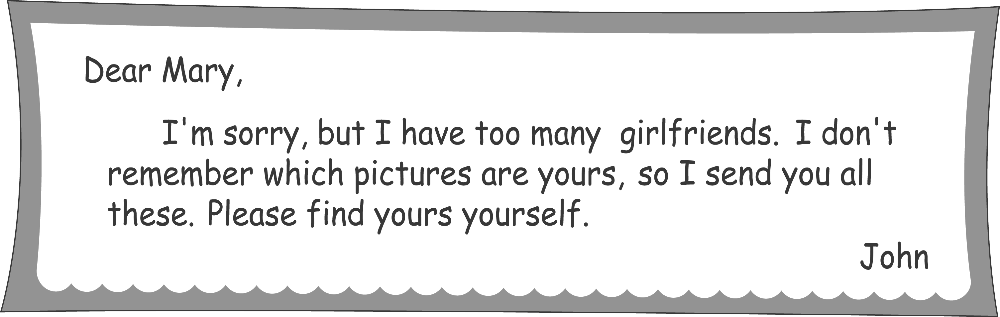 Dear Mary,
I'm sorry, but I have too many girlfriends. I don't
remember which pictures are yours, so I send you all
these. Please find yours yourself.
John